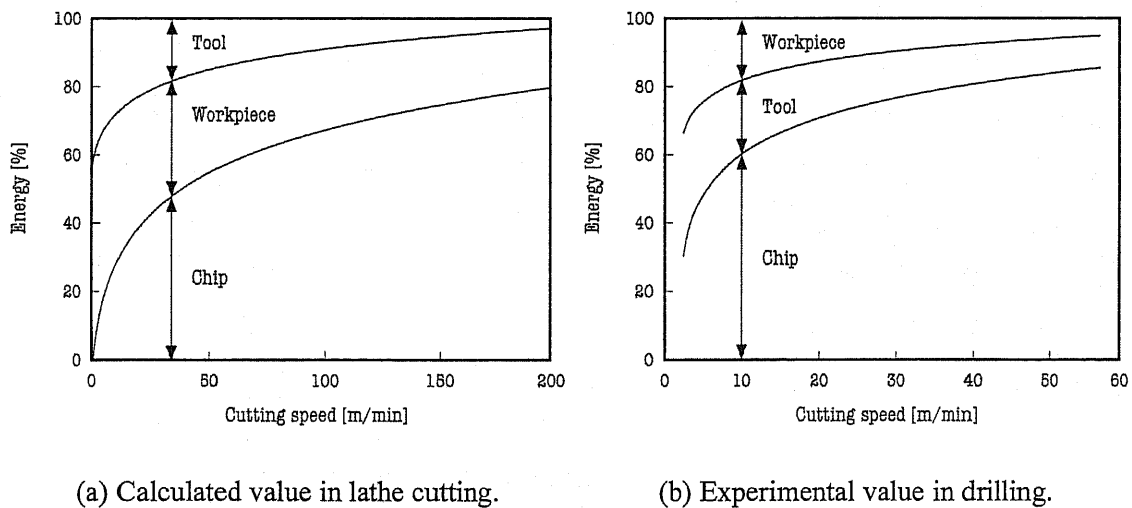 100
80
60
40
20
0
Energy [%]
Tool
Workpiece
Chip
0 50 100 150 200
Cutting speed [m/min]
(a) Calculated value in lathe cutting.
100
80
60
40
20
0
Energy [%]
Workpiece
Tool
Chip
0 10 20 30 40 50 60
Cutting speed [m/min]
(b) Experimental value in drilling.